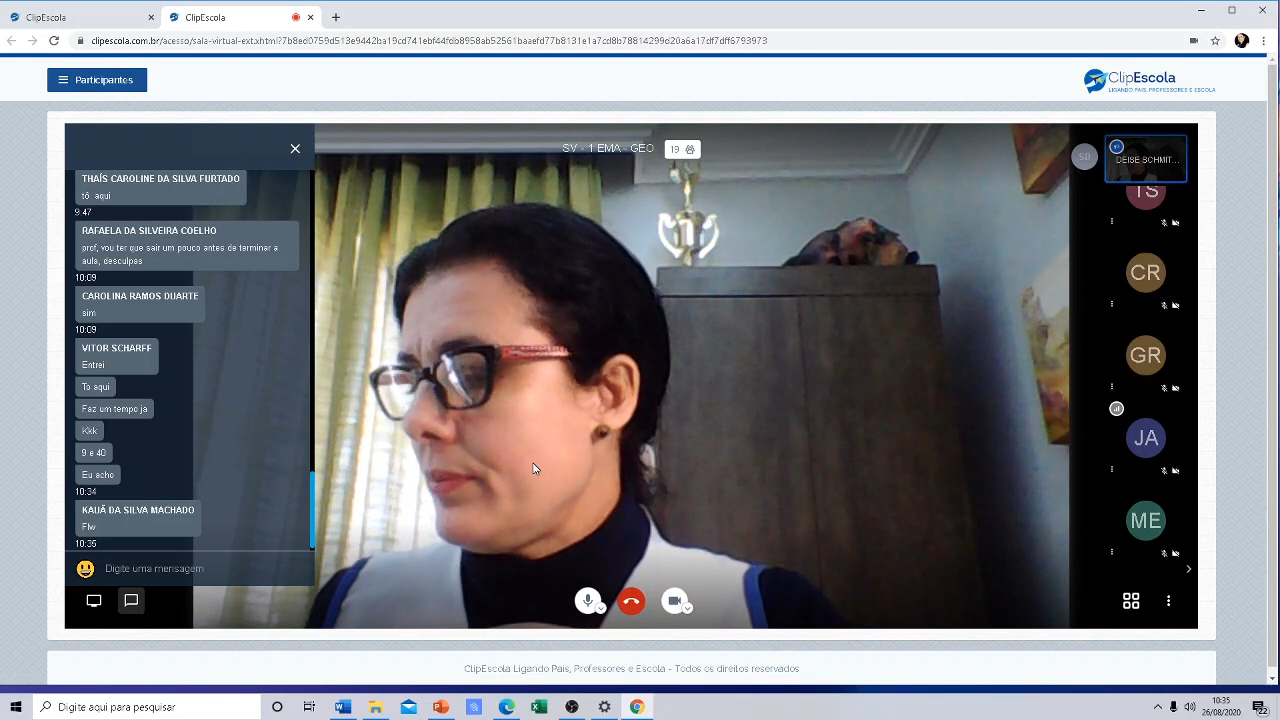 ClipEscola
ClipEscola
clipescola.com.br/acesso/sala-virtual-ext.xhtml?7b8ed0759d513e9442ba19cd741ebf44fdb8958ab52561baaefd77b8131e1a7cd8b78814299d20a6a17df7dff6793973
Participantes
ClipEscola
LIGANDO PAIS, PROFESSORES E ESCOLA
SV - 1 EMA - GEO
19
SD
DEISE SCHMIT...
THAÍS CAROLINE DA SILVA FURTADO
tô aqui
9:47
RAFAELA DA SILVEIRA COELHO
prof, vou ter que sair um pouco antes de terminar a
aula, desculpas
10:09
CAROLINA RAMOS DUARTE
sim
10:09
VITOR SCHARFF
Entrei
To aqui
Faz um tempo ja
Kkk
9 e 40
Eu acho
10:34
KAUÃ DA SILVA MACHADO
Flw
10:35
Digite uma mensagem
TS
CR
GR
JA
ME
ClipEscola Ligando Pais, Professores e Escola - Todos os direitos reservados
Digite aqui para pesquisar
10:35
26/08/2020
22